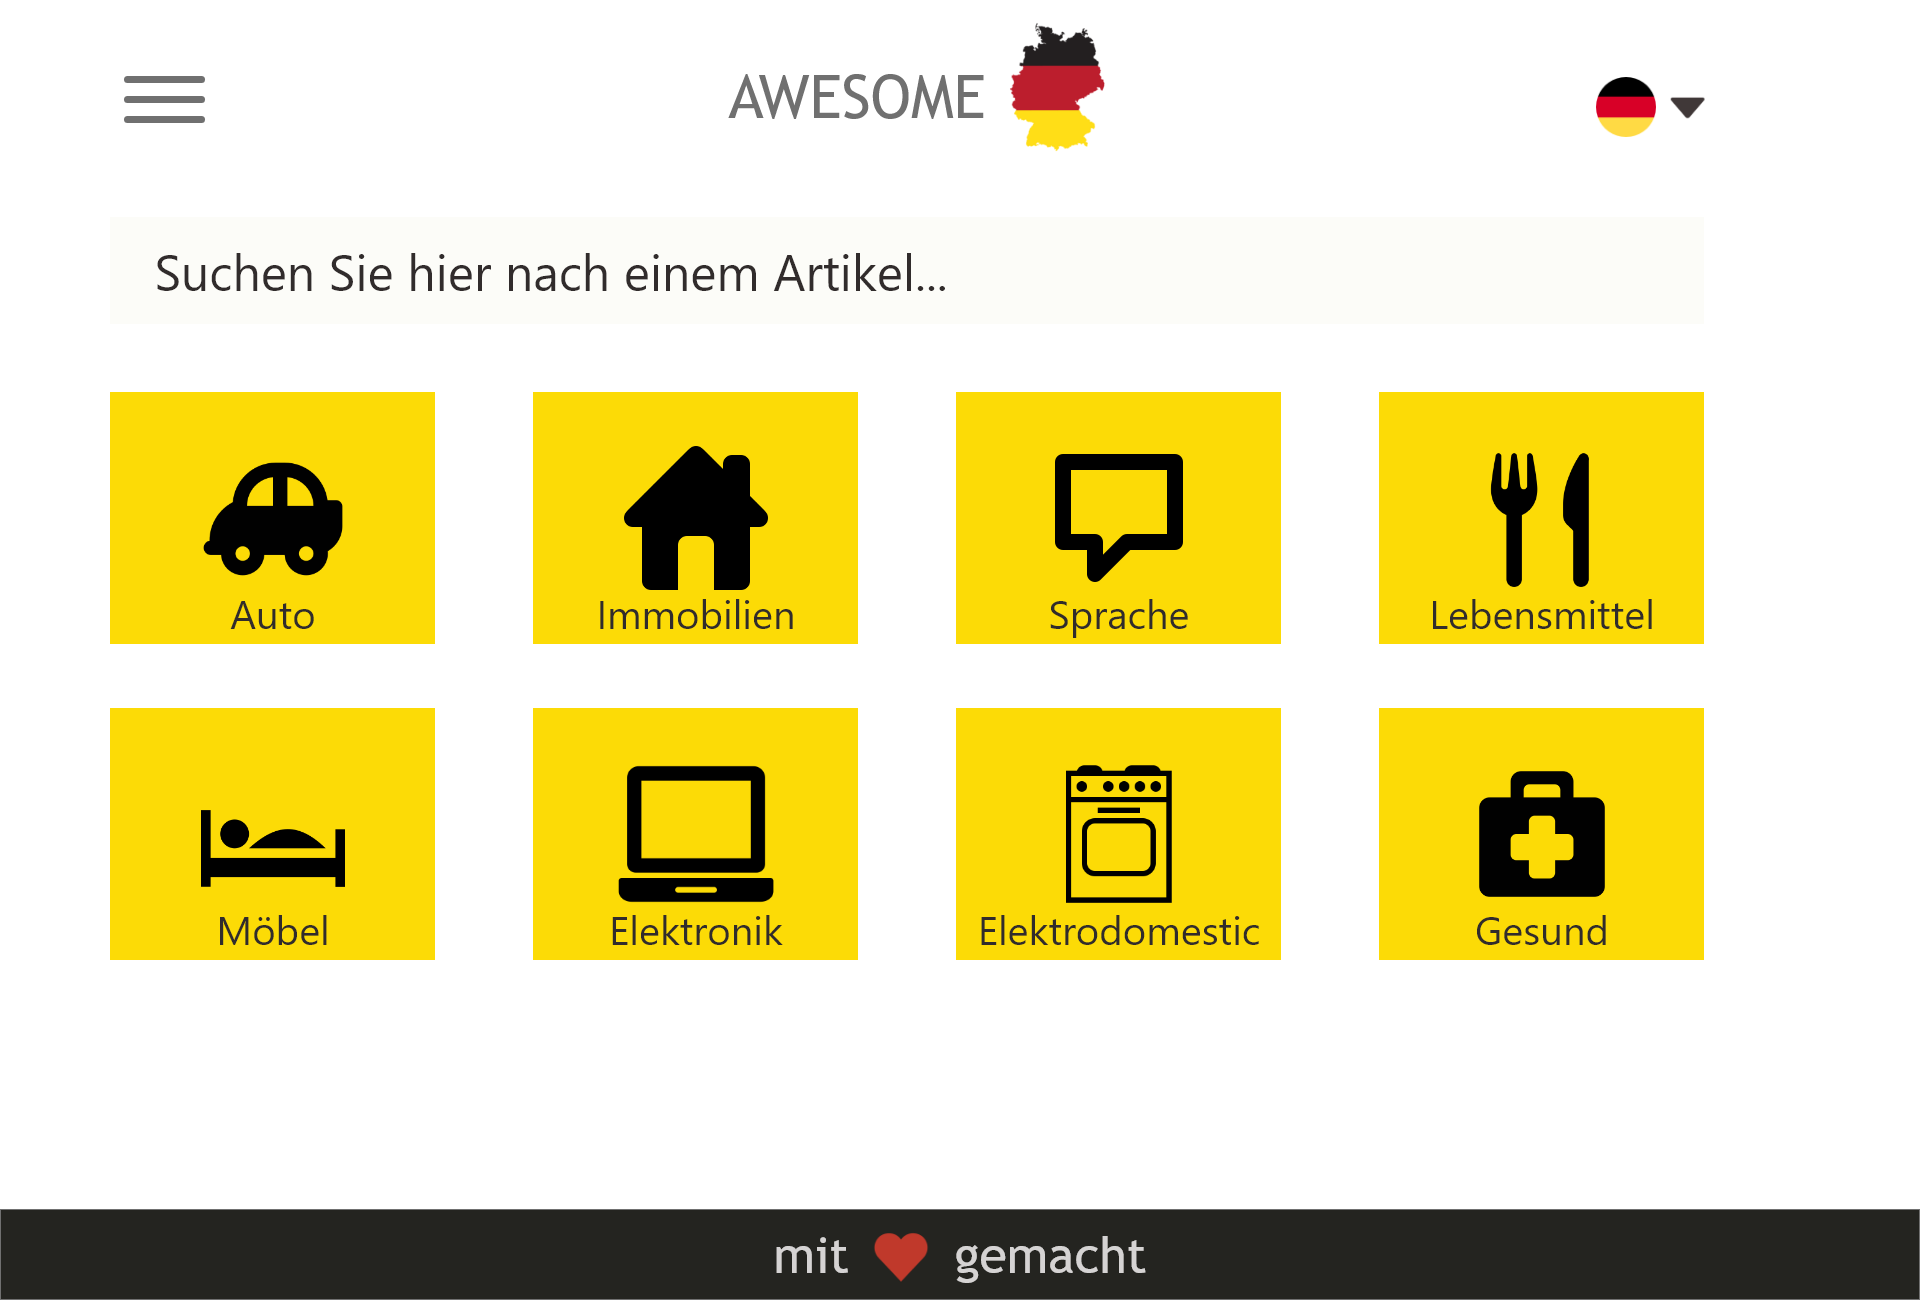 AWESOME
Suchen Sie hier nach einem Artikel...
Auto
Immobilien
Sprache
Lebensmittel
Möbel
Elektronik
Elektrodomestic
Gesund
mit gemacht